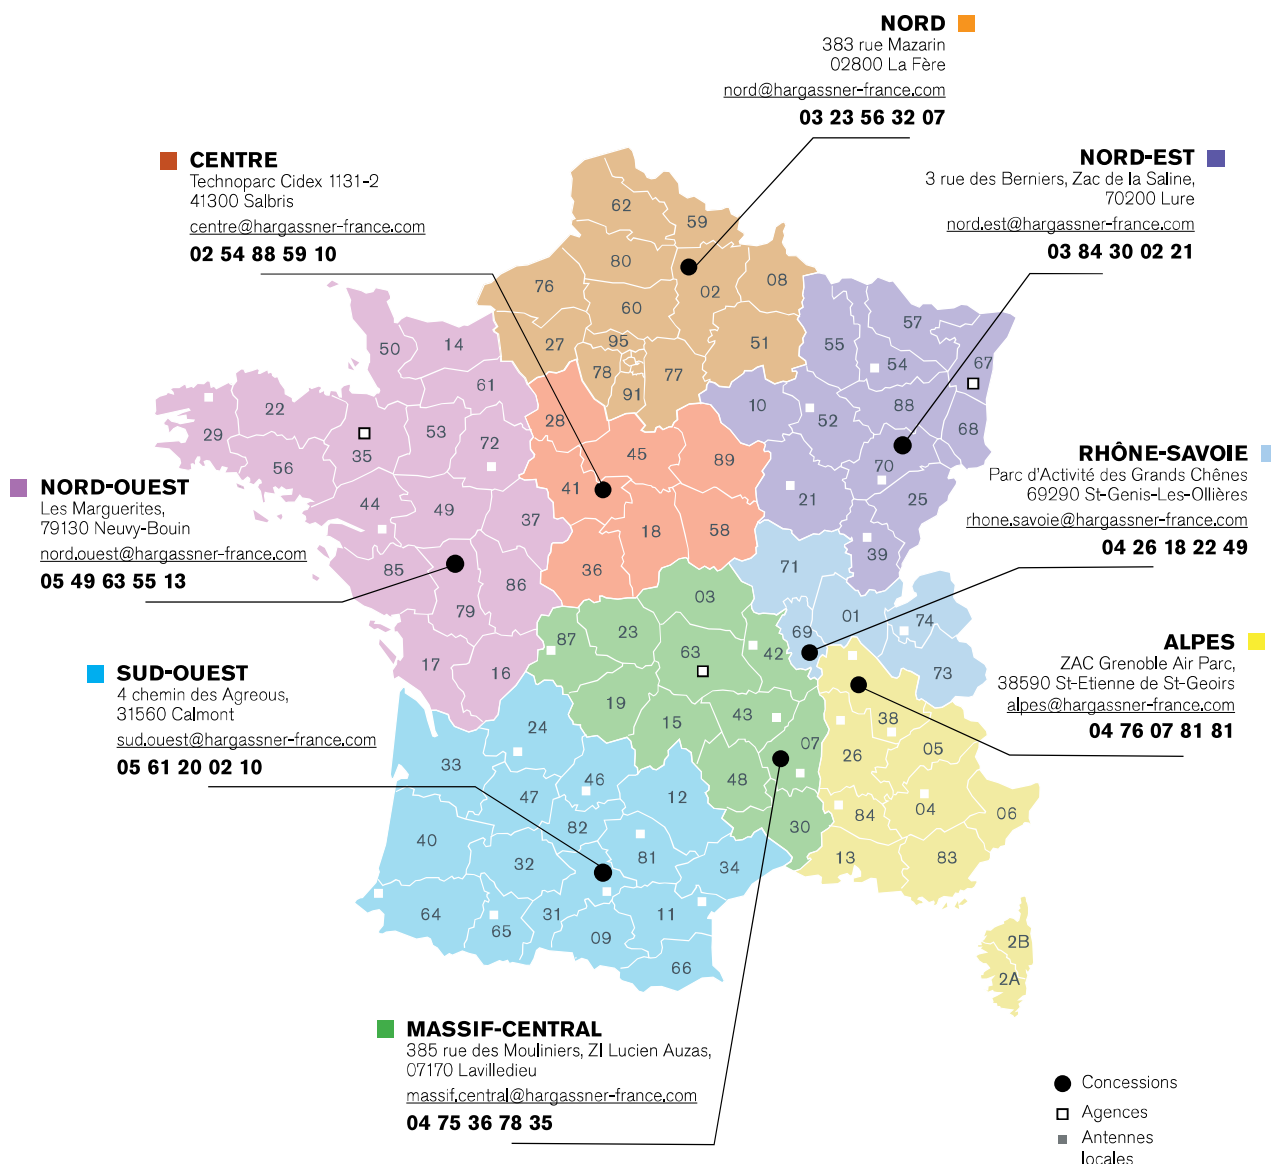 NORD
383 rue Mazarin
02800 La Fère
nord@hargassner-france.com
03 23 56 32 07
CENTRE
Technoparc Cidex 1131-2
41300 Salbris
centre@hargassner-france.com
02 54 88 59 10
NORD-EST
3 rue des Berniers, Zac de la Saline,
70200 Lure
nord.est@hargassner-france.com
03 84 30 02 21
RHÔNE-SAVOIE
Parc d'Activité des Grands Chênes
69290 St-Genis-Les-Ollières
rhone.savoie@hargassner-france.com
04 26 18 22 49
NORD-OUEST
Les Marguerites,
79130 Neuvy-Bouin
nord.ouest@hargassner-france.com
05 49 63 55 13
ALPES
ZAC Grenoble Air Parc,
38590 St-Etienne de St-Geoirs
alpes@hargassner-france.com
04 76 07 81 81
SUD-OUEST
4 chemin des Agreous,
31560 Calmont
sud.ouest@hargassner-france.com
05 61 20 02 10
MASSIF-CENTRAL
385 rue des Mouliniers, ZI Lucien Auzas,
07170 Lavilledieu
massif.central@hargassner-france.com
04 75 36 78 35
62
59
80
02
08
76
60
27
95
51
78
77
91
55
57
54
67
10
52
88
68
70
21
25
39
50
14
61
22
29
53
72
35
56
44
49
37
85
79
86
17
16
28
45
89
41
18
58
36
71
01
74
69
73
03
23
87
63
42
19
15
43
07
48
30
38
26
05
04
84
06
13
83
2B
2A
24
33
46
47
12
82
40
32
81
34
64
65
31
11
09
66
Concessions
Agences
Antennes
locales